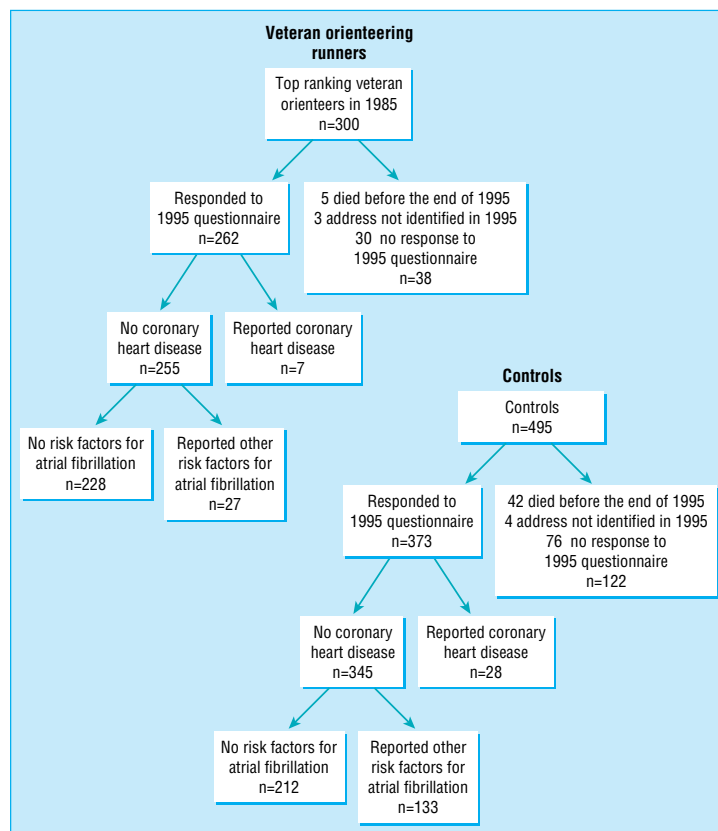 Veteran orienteering
runners
Top ranking veteran
orienteers in 1985
n=300
Responded to
1995 questionnaire
n=262
5 died before the end of 1995
3 address not identified in 1995
30 no response to
1995 questionnaire
n=38
No coronary
heart disease
n=255
Reported coronary
heart disease
n=7
No risk factors for
atrial fibrillation
n=228
Reported other
risk factors for
atrial fibrillation
n=27
Controls
Controls
n=495
Responded to
1995 questionnaire
n=373
42 died before the end of 1995
4 address not identified in 1995
76 no response to
1995 questionnaire
n=122
No coronary
heart disease
n=345
Reported coronary
heart disease
n=28
No risk factors for
atrial fibrillation
n=212
Reported other
risk factors for
atrial fibrillation
n=133